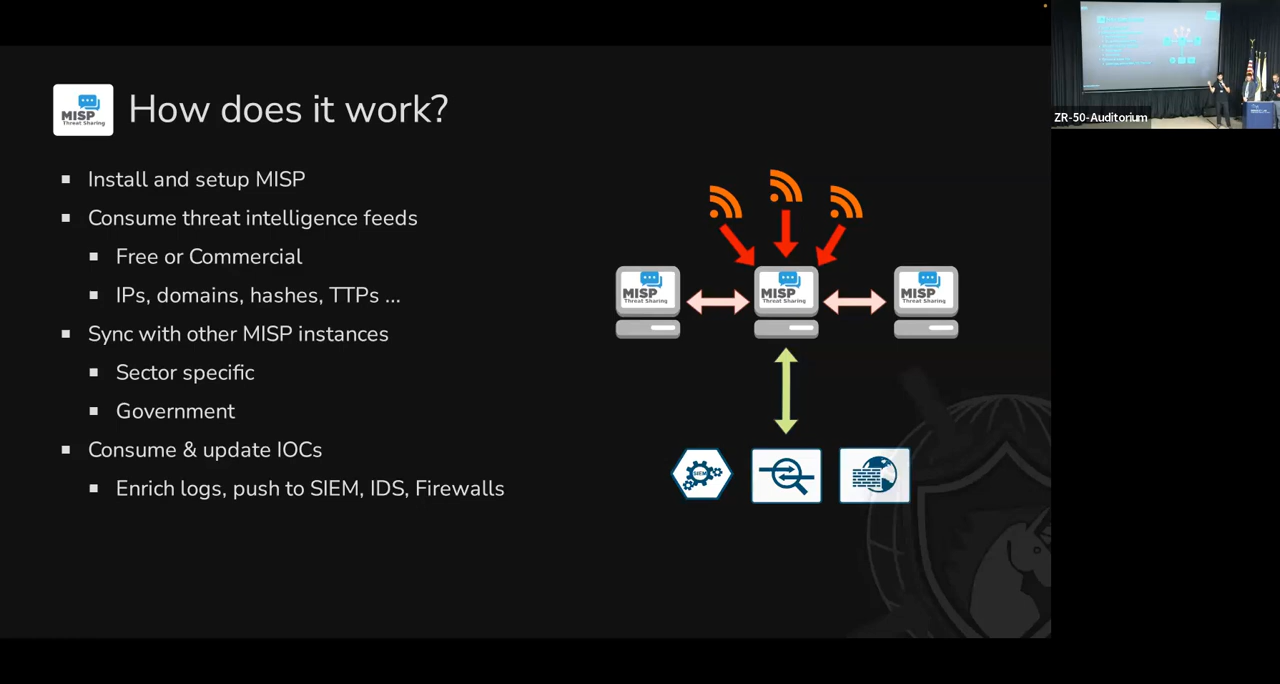 MISP
Threat Sharing
How does it work?
Install and setup MISP
Consume threat intelligence feeds
Free or Commercial
IPs, domains, hashes, TTPs ...
Sync with other MISP instances
Sector specific
Government
Consume & update IOCs
Enrich logs, push to SIEM, IDS, Firewalls
MISP
Threat Sharing
MISP
Threat Sharing
MISP
Threat Sharing
SIEM
ZR-50-Auditorium